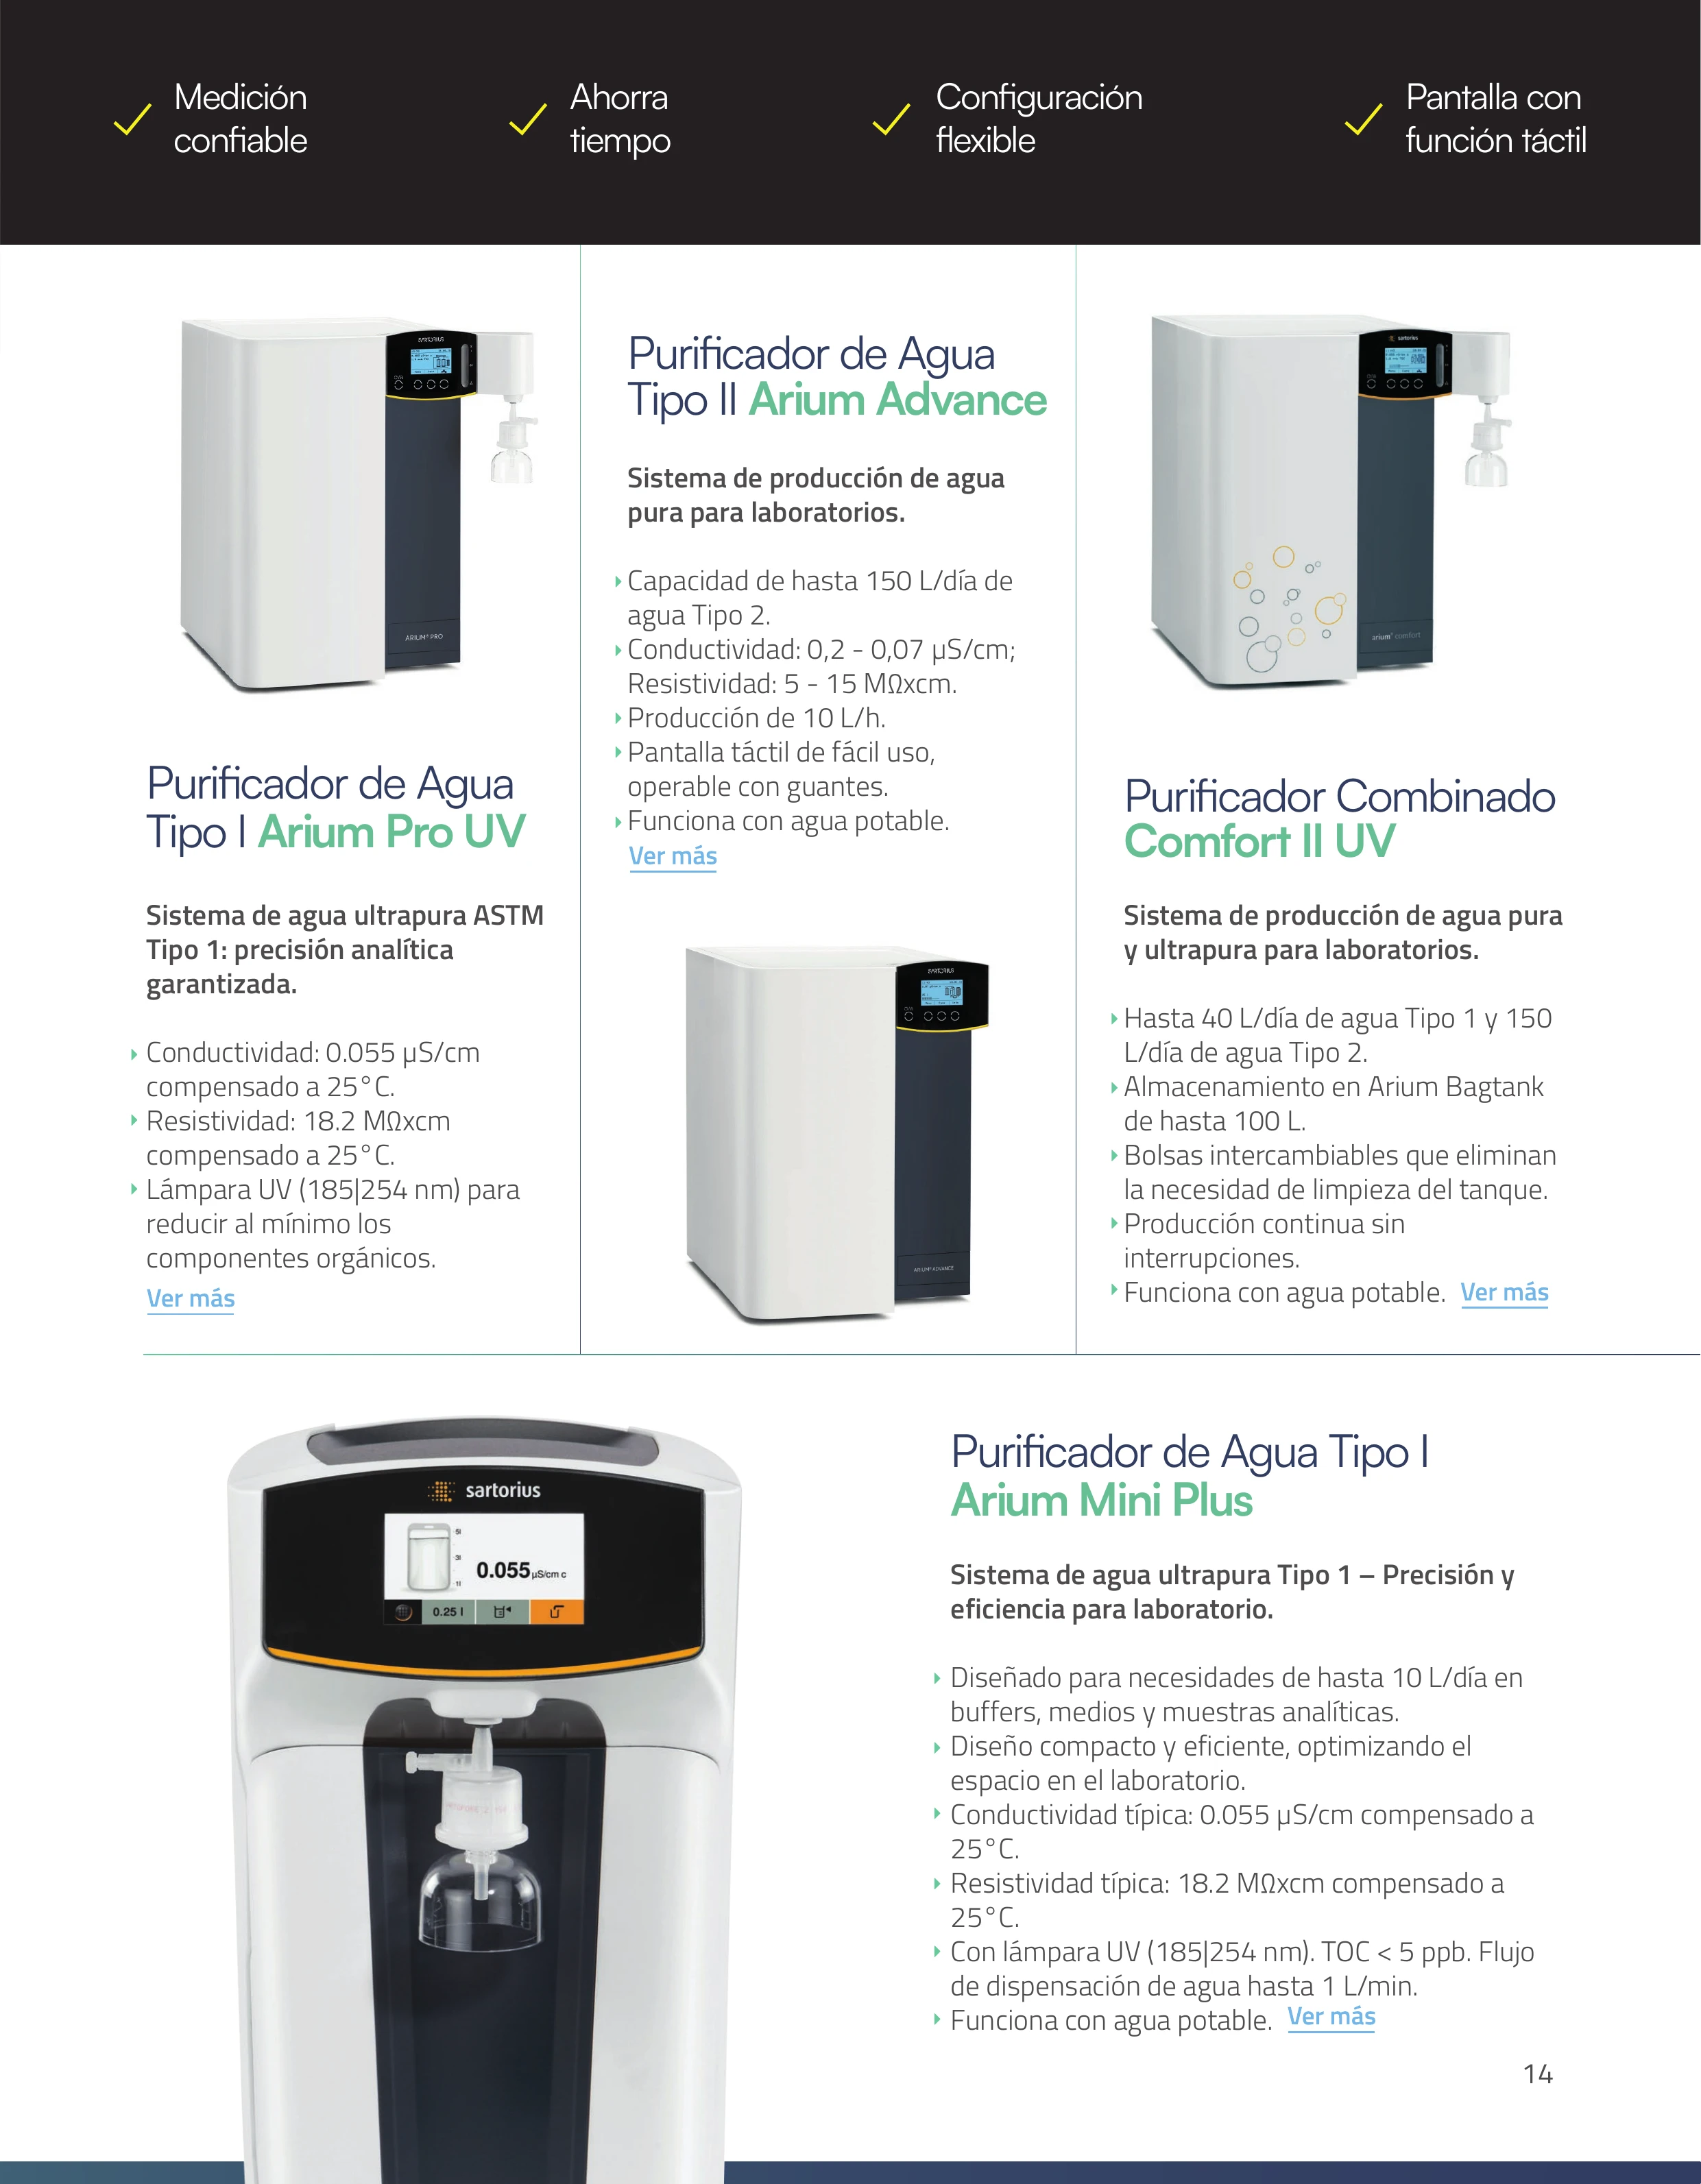 Medición
confiable
Ahorra
tiempo
Configuración
flexible
Pantalla con
función táctil
SARTORIUS
ARIUM® PRO
Purificador de Agua
Tipo I Arium Pro UV
Sistema de agua ultrapura ASTM
Tipo 1: precisión analítica
garantizada.
Conductividad: 0.055 µS/cm
compensado a 25°C.
Resistividad: 18.2 MΩxcm
compensado a 25°C.
Lámpara UV (185|254 nm) para
reducir al mínimo los
componentes orgánicos.
Ver más
Purificador de Agua
Tipo II Arium Advance
Sistema de producción de agua
pura para laboratorios.
Capacidad de hasta 150 L/día de
agua Tipo 2.
Conductividad: 0,2 - 0,07 µS/cm;
Resistividad: 5 - 15 MΩxcm.
Producción de 10 L/h.
Pantalla táctil de fácil uso,
operable con guantes.
Funciona con agua potable.
Ver más
SARTORIUS
ARIUM® ADVANCE
sartorius
arium® comfort
Purificador Combinado
Comfort II UV
Sistema de producción de agua pura
y ultrapura para laboratorios.
Hasta 40 L/día de agua Tipo 1 y 150
L/día de agua Tipo 2.
Almacenamiento en Arium Bagtank
de hasta 100 L.
Bolsas intercambiables que eliminan
la necesidad de limpieza del tanque.
Producción continua sin
interrupciones.
Funciona con agua potable. Ver más
sartorius
5l
3l
1l
0.055 µS/cm c
0.25 l
Purificador de Agua Tipo I
Arium Mini Plus
Sistema de agua ultrapura Tipo 1 – Precisión y
eficiencia para laboratorio.
Diseñado para necesidades de hasta 10 L/día en
buffers, medios y muestras analíticas.
Diseño compacto y eficiente, optimizando el
espacio en el laboratorio.
Conductividad típica: 0.055 µS/cm compensado a
25°C.
Resistividad típica: 18.2 MΩxcm compensado a
25°C.
Con lámpara UV (185|254 nm). TOC < 5 ppb. Flujo
de dispensación de agua hasta 1 L/min.
Funciona con agua potable. Ver más
14